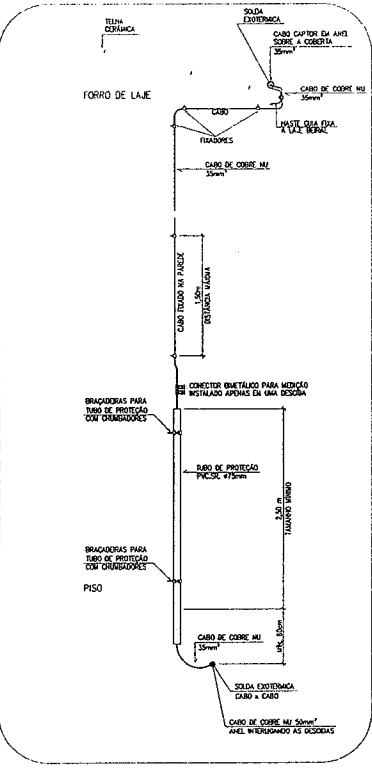 TELHA
CERÂMICA
SOLDA
EXOTÉRMICA
CABO CAPTOR EM ANEL
SOBRE A COBERTA
35mm²
FORRO DE LAJE
CABO DE COBRE NU
35mm²
CABO
HASTE GUIA FIXA
A LAJE BEIRAL
FIXADORES
CABO DE COBRE NU
35mm²
CABO FIXADO NA PAREDE
1,50m
DISTÂNCIA MÁXIMA
CONECTOR BIMETÁLICO PARA MEDIÇÃO
INSTALADO APENAS EM UMA DESCIDA
BRAÇADEIRAS PARA
TUBO DE PROTEÇÃO
COM CHUMBADORES
TUBO DE PROTEÇÃO
PVC.SIL ø75mm
2,50 m
TAMANHO MÍNIMO
BRAÇADEIRAS PARA
TUBO DE PROTEÇÃO
COM CHUMBADORES
PISO
CABO DE COBRE NU
35mm²
50cm
SOLDA EXOTÉRMICA
CABO x CABO
CABO DE COBRE NU 50mm²
ANEL INTERLIGANDO AS DESCIDAS